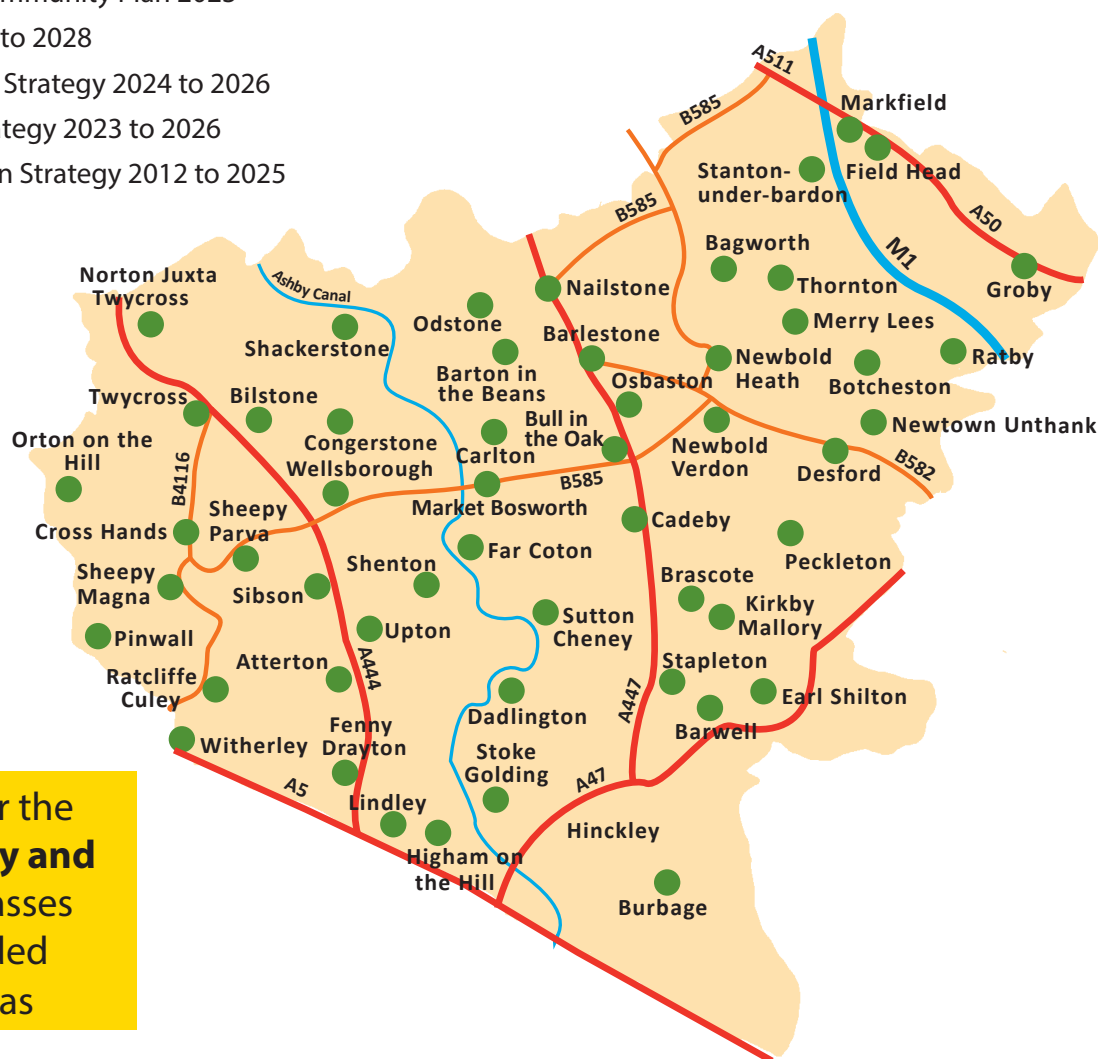 mmunity Plan 2023
to 2028
Strategy 2024 to 2026
ategy 2023 to 2026
n Strategy 2012 to 2025
A511
Markfield
B585
Stanton-
under-bardon
Field Head
B585
A50
Bagworth
M1
Norton Juxta
Twycross
Ashby Canal
Nailstone
Thornton
Groby
Odstone
Merry Lees
Shackerstone
Barlestone
Newbold
Heath
Ratby
Barton in
the Beans
Osbaston
Botcheston
Twycross
Bilstone
Bull in
the Oak
Newtown Unthank
Orton on the
Hill
Congerstone
Carlton
Newbold
Verdon
Wellsborough
B4116
B585
Desford
B582
Market Bosworth
Sheepy
Parva
Cross Hands
Cadeby
Far Coton
Peckleton
Shenton
Sheepy
Magna
Sibson
Brascote
Kirkby
Mallory
Sutton
Cheney
Pinwall
Upton
Atterton
A444
Stapleton
Ratcliffe
Culey
Earl Shilton
A447
Dadlington
Barwell
Fenny
Drayton
Witherley
Stoke
Golding
A5
A47
Lindley
Hinckley
Higham on
the Hill
Burbage
r the
y and
asses
led
as